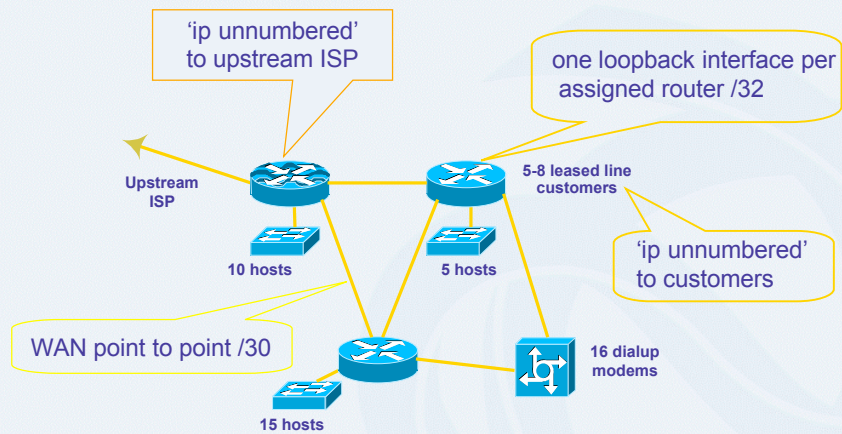 ‘ip unnumbered’
to upstream ISP
one loopback interface per
assigned router /32
Upstream
ISP
5-8 leased line
customers
10 hosts
5 hosts
‘ip unnumbered’
to customers
WAN point to point /30
16 dialup
modems
15 hosts